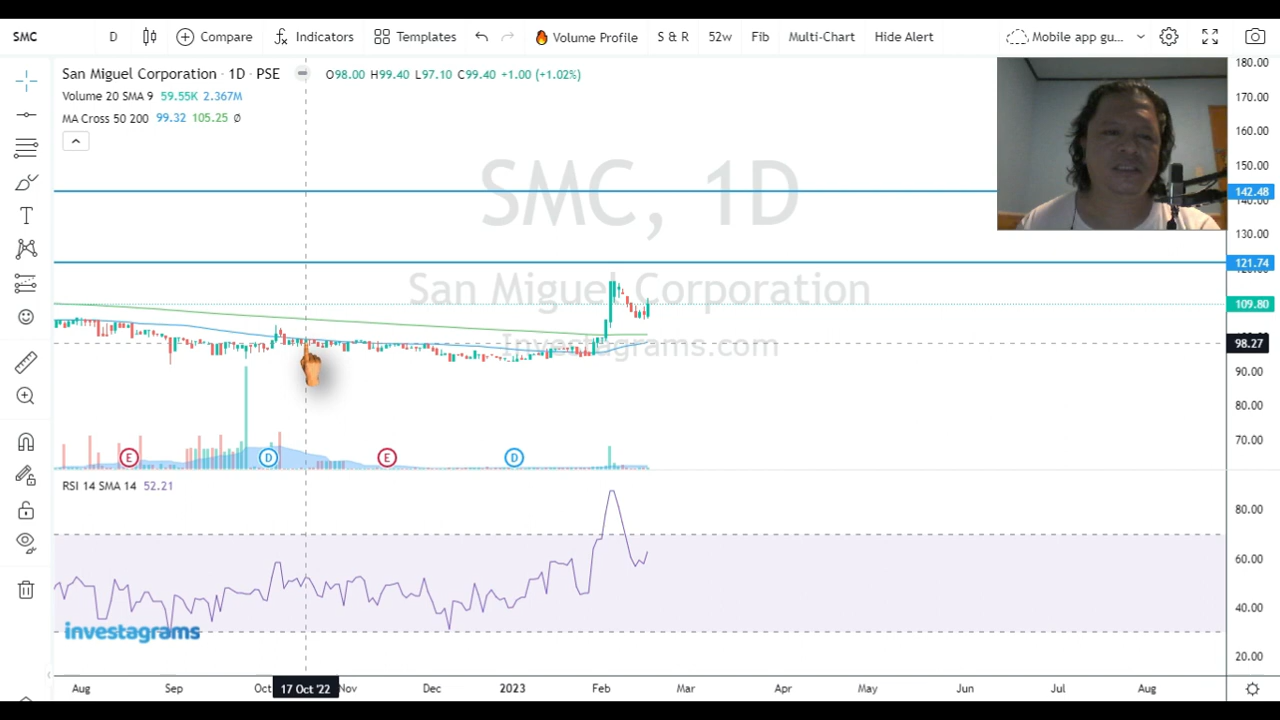 SMC D Compare Indicators Templates Volume Profile S & R 52w Fib Multi-Chart Hide Alert Mobile app gu...
San Miguel Corporation · 1D · PSE O98.00 H99.40 L97.10 C99.40 +1.00 (+1.02%)
Volume 20 SMA 9 59.55K 2.367M
MA Cross 50 200 99.32 105.25 Ø
SMC, 1D
San Miguel Corporation
Investagrams.com
180.00
170.00
160.00
150.00
142.48
140.00
130.00
121.74
109.80
98.27
90.00
80.00
70.00
E D E D
RSI 14 SMA 14 52.21
80.00
60.00
40.00
20.00
investagrams
Aug Sep Oct 17 Oct '22 Nov Dec 2023 Feb Mar Apr May Jun Jul Aug